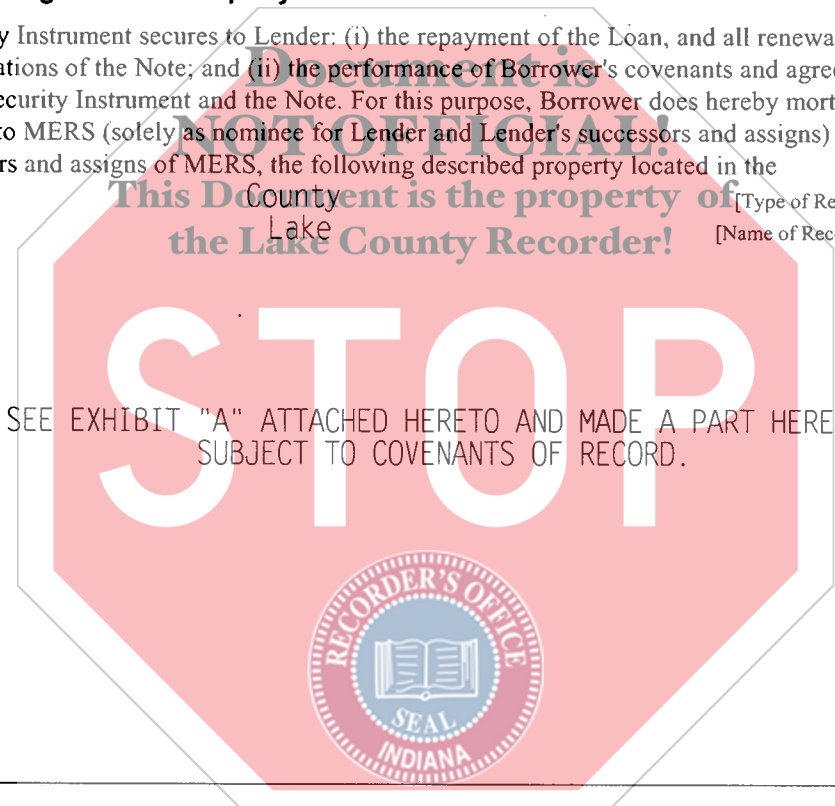 y Instrument secures to Lender: (i) the repayment of the Loan, and all renewa
ations of the Note; and (ii) the performance of Borrower's covenants and agre
ecurity Instrument and the Note. For this purpose, Borrower does hereby mort
to MERS (solely as nominee for Lender and Lender's successors and assigns)
rs and assigns of MERS, the following described property located in the
County [Type of Re
Lake [Name of Rec
Document is
NOT OFFICIAL!
This Document is the property of
the Lake County Recorder!
STOP
SEE EXHIBIT "A" ATTACHED HERETO AND MADE A PART HERE
SUBJECT TO COVENANTS OF RECORD.
RECORDER'S OFFICE
SEAL
INDIANA